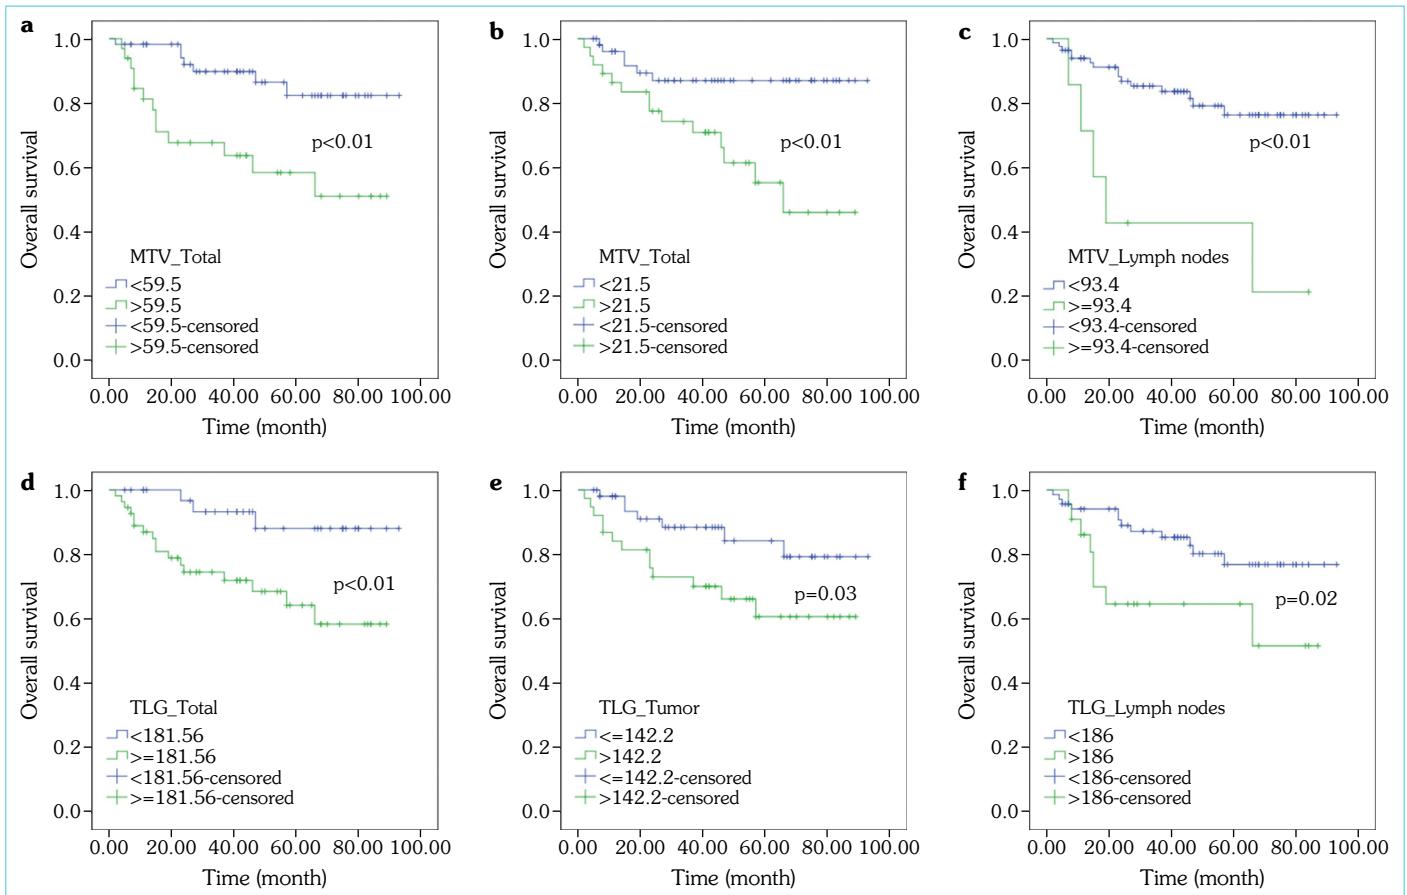 a
1.0
0.8
0.6
0.4
0.2
0.0
Overall survival
p<0.01
MTV_Total
<59.5
>59.5
<59.5-censored
>59.5-censored
0.00 20.00 40.00 60.00 80.00 100.00
Time (month)
b
1.0
0.8
0.6
0.4
0.2
0.0
Overall survival
p<0.01
MTV_Total
<21.5
>21.5
<21.5-censored
>21.5-censored
0.00 20.00 40.00 60.00 80.00 100.00
Time (month)
c
1.0
0.8
0.6
0.4
0.2
0.0
Overall survival
p<0.01
MTV_Lymph nodes
<93.4
>=93.4
<93.4-censored
>=93.4-censored
0.00 20.00 40.00 60.00 80.00 100.00
Time (month)
d
1.0
0.8
0.6
0.4
0.2
0.0
Overall survival
p<0.01
TLG_Total
<181.56
>=181.56
<181.56-censored
>=181.56-censored
0.00 20.00 40.00 60.00 80.00 100.00
Time (month)
e
1.0
0.8
0.6
0.4
0.2
0.0
Overall survival
p=0.03
TLG_Tumor
<=142.2
>142.2
<=142.2-censored
>142.2-censored
0.00 20.00 40.00 60.00 80.00 100.00
Time (month)
f
1.0
0.8
0.6
0.4
0.2
0.0
Overall survival
p=0.02
TLG_Lymph nodes
<186
>186
<186-censored
>186-censored
0.00 20.00 40.00 60.00 80.00 100.00
Time (month)